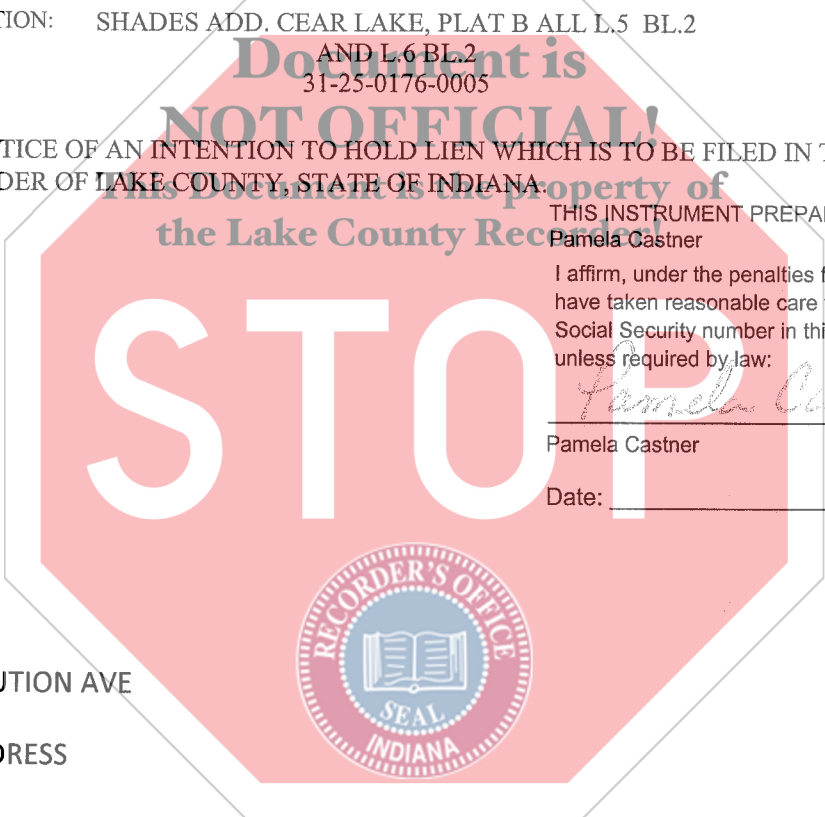 TION: SHADES ADD. CEAR LAKE, PLAT B ALL L.5 BL.2
AND L.6 BL.2
31-25-0176-0005
Document is
NOT OFFICIAL!
TICE OF AN INTENTION TO HOLD LIEN WHICH IS TO BE FILED IN T
DER OF LAKE COUNTY, STATE OF INDIANA.
This Document is the property of
the Lake County Recorder!
THIS INSTRUMENT PREPA
Pamela Castner
I affirm, under the penalties f
have taken reasonable care
Social Security number in thi
unless required by law:
Pamela C
Pamela Castner
Date:
STOP
RECORDER'S OFFICE
SEAL
INDIANA
UTION AVE
DRESS